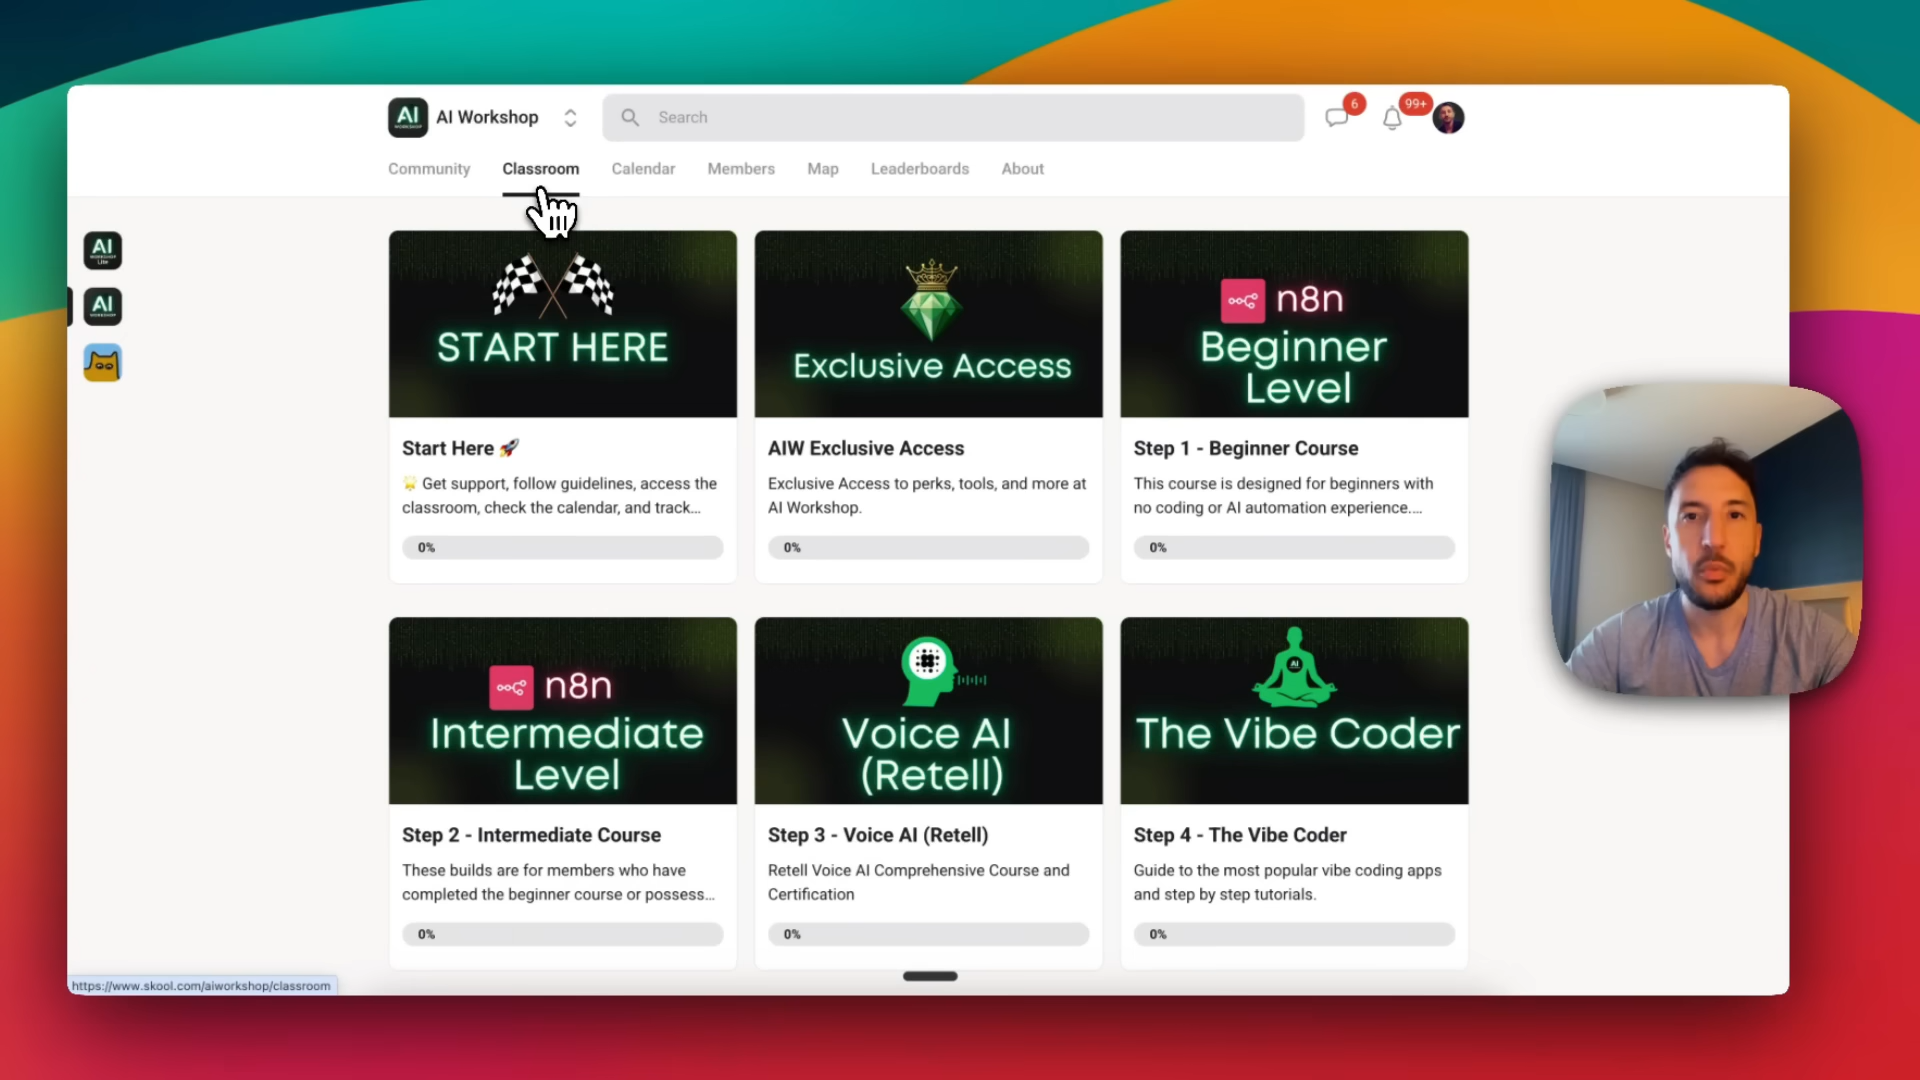 AI
WORKSHOP
AI Workshop
Search
6
99+
Community
Classroom
Calendar
Members
Map
Leaderboards
About
AI
WORKSHOP
Lite
AI
WORKSHOP
START HERE
Start Here 🚀
🌟 Get support, follow guidelines, access the
classroom, check the calendar, and track...
0%
Exclusive Access
AIW Exclusive Access
Exclusive Access to perks, tools, and more at
AI Workshop.
0%
n8n
Beginner
Level
Step 1 - Beginner Course
This course is designed for beginners with
no coding or AI automation experience....
0%
n8n
Intermediate
Level
Step 2 - Intermediate Course
These builds are for members who have
completed the beginner course or possess...
0%
Voice AI
(Retell)
Step 3 - Voice AI (Retell)
Retell Voice AI Comprehensive Course and
Certification
0%
AI
The Vibe Coder
Step 4 - The Vibe Coder
Guide to the most popular vibe coding apps
and step by step tutorials.
0%
https://www.skool.com/aiworkshop/classroom